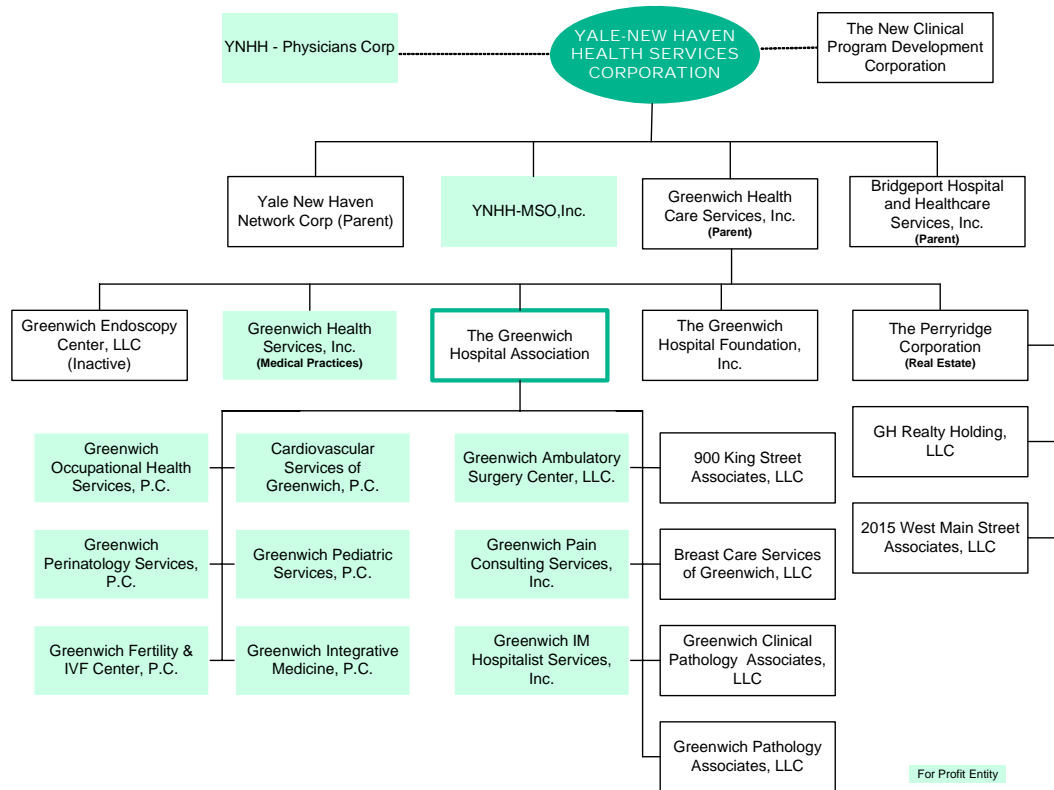 YNHH - Physicians Corp
YALE-NEW HAVEN
HEALTH SERVICES
CORPORATION
The New Clinical
Program Development
Corporation
Yale New Haven
Network Corp (Parent)
YNHH-MSO,Inc.
Greenwich Health
Care Services, Inc.
(Parent)
Bridgeport Hospital
and Healthcare
Services, Inc.
(Parent)
Greenwich Endoscopy
Center, LLC
(Inactive)
Greenwich Health
Services, Inc.
(Medical Practices)
The Greenwich
Hospital Association
The Greenwich
Hospital Foundation,
Inc.
The Perryridge
Corporation
(Real Estate)
Greenwich
Occupational Health
Services, P.C.
Cardiovascular
Services of
Greenwich, P.C.
Greenwich Ambulatory
Surgery Center, LLC.
900 King Street
Associates, LLC
GH Realty Holding,
LLC
Greenwich
Perinatology Services,
P.C.
Greenwich Pediatric
Services, P.C.
Greenwich Pain
Consulting Services,
Inc.
Breast Care Services
of Greenwich, LLC
2015 West Main Street
Associates, LLC
Greenwich Fertility &
IVF Center, P.C.
Greenwich Integrative
Medicine, P.C.
Greenwich IM
Hospitalist Services,
Inc.
Greenwich Clinical
Pathology Associates,
LLC
Greenwich Pathology
Associates, LLC
For Profit Entity